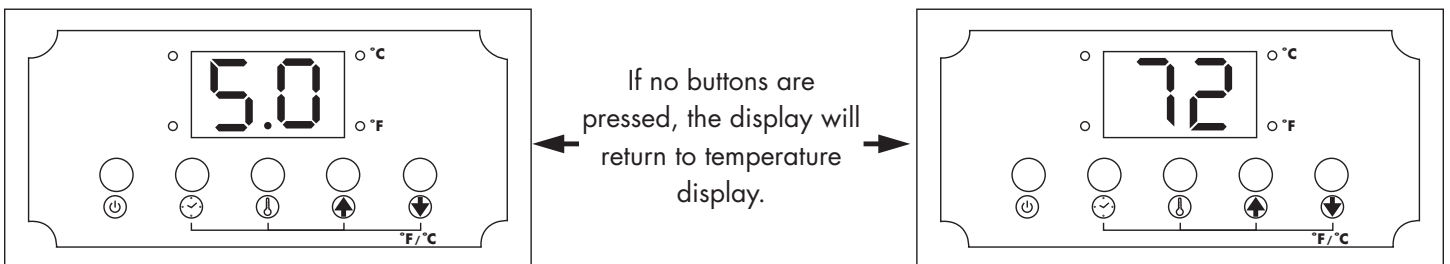 5.0
°C
°F
°F/°C
If no buttons are
pressed, the display will
return to temperature
display.
72
°C
°F
°F/°C